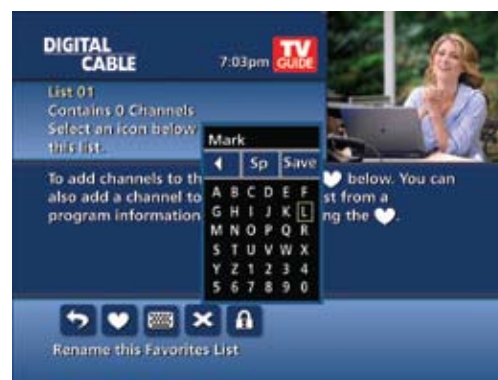 DIGITAL
CABLE
7:03pm
TV
GUIDE
List 01
Contains 0 Channels
Select an icon below
this list.
Mark
Sp Save
A B C D E F
G H I J K L
M N O P Q R
S T U V W X
Y Z 1 2 3 4
5 6 7 8 9 0
To add channels to th below. You can
also add a channel to st from a
program information ng the
Rename this Favorites List